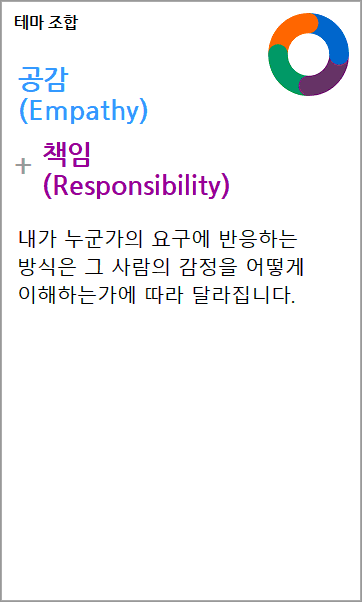 테마 조합
공감
(Empathy)
+ 책임
(Responsibility)
내가 누군가의 요구에 반응하는
방식은 그 사람의 감정을 어떻게
이해하는가에 따라 달라집니다.